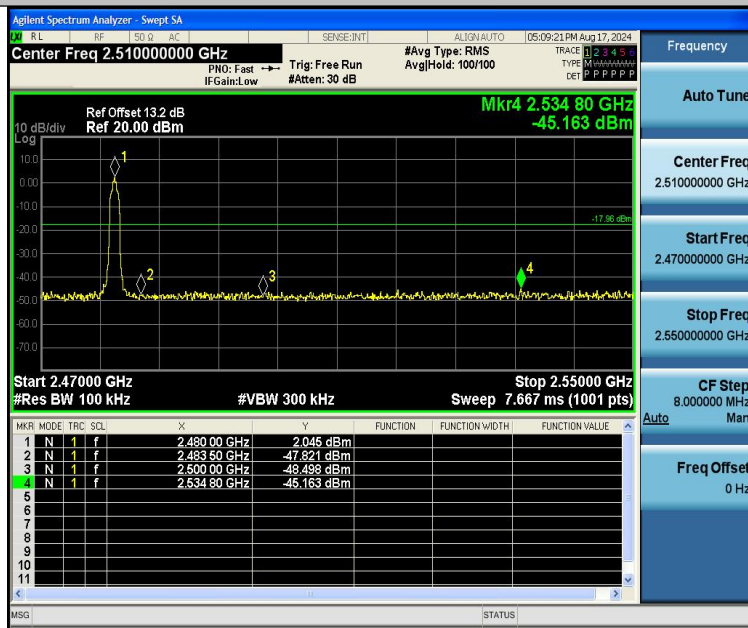 Agilent Spectrum Analyzer - Swept SA
LXI RL RF 50 Ω AC SENSE:INT ALIGN AUTO 05:09:21 PM Aug 17, 2024
Center Freq 2.510000000 GHz
PNO: Fast
IFGain:Low
Trig: Free Run
#Atten: 30 dB
#Avg Type: RMS
Avg|Hold: 100/100
TRACE 1 2 3 4 5 6
TYPE M W W W W W
DET P P P P P P
Ref Offset 13.2 dB
10 dB/div Ref 20.00 dBm
Log
Mkr4 2.534 80 GHz
-45.163 dBm
10.0
0.00
-10.0
-20.0
-30.0
-40.0
-50.0
-60.0
-70.0
1
2
3
4
-17.96 dBm
Start 2.47000 GHz Stop 2.55000 GHz
#Res BW 100 kHz #VBW 300 kHz Sweep 7.667 ms (1001 pts)
MKR MODE TRC SCL X Y FUNCTION FUNCTION WIDTH FUNCTION VALUE
1 N 1 f 2.480 00 GHz 2.045 dBm
2 N 1 f 2.483 50 GHz -47.821 dBm
3 N 1 f 2.500 00 GHz -48.498 dBm
4 N 1 f 2.534 80 GHz -45.163 dBm
5
6
7
8
9
10
11
MSG STATUS
Frequency
Auto Tune
Center Freq
2.510000000 GHz
Start Freq
2.470000000 GHz
Stop Freq
2.550000000 GHz
CF Step
8.000000 MHz
Auto Man
Freq Offset
0 Hz